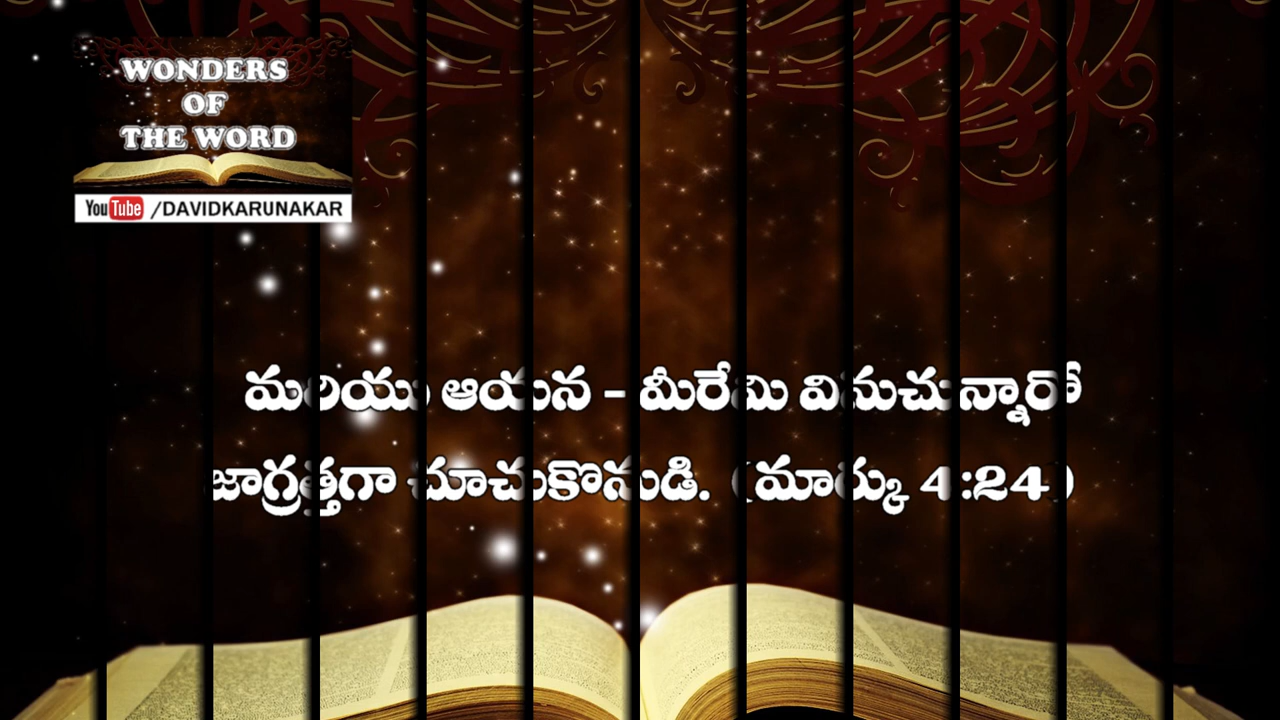 WONDERS
OF
THE WORD
YouTube /DAVIDKARUNAKAR
మరియు ఆయన - మీరేమి వినుచున్నారో
జాగ్రత్తగా చూచుకొనుడి. (మార్కు 4:24)